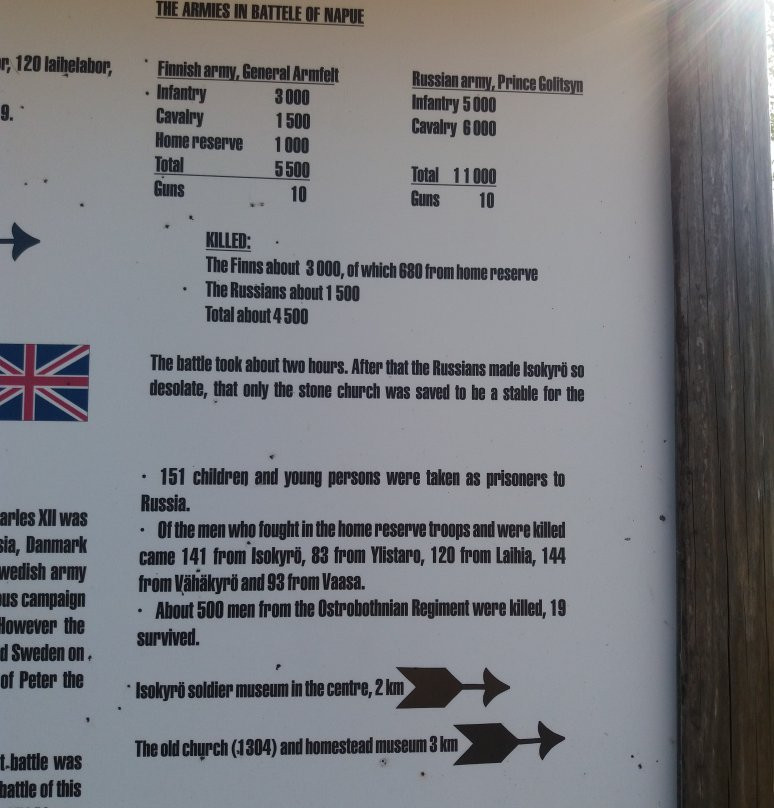 THE ARMIES IN BATTELE OF NAPUE
120 laihelabor,
9.
Finnish army, General Armfelt
Infantry 3 000
Cavalry 1 500
Home reserve 1 000
Total 5 500
Guns 10
Russian army, Prince Golitsyn
Infantry 5 000
Cavalry 6 000
Total 11 000
Guns 10
KILLED:
The Finns about 3 000, of which 680 from home reserve
The Russians about 1 500
Total about 4 500
The battle took about two hours. After that the Russians made Isokyrö so
desolate, that only the stone church was saved to be a stable for the
· 151 children and young persons were taken as prisoners to
Russia.
· Of the men who fought in the home reserve troops and were killed
came 141 from Isokyrö, 83 from Ylistaro, 120 from Laihia, 144
from Vähäkyrö and 93 from Vaasa.
· About 500 men from the Ostrobothnian Regiment were killed, 19
survived.
Isokyrö soldier museum in the centre, 2 km
The old church (1304) and homestead museum 3 km
arles XII was
sia, Danmark
wedish army
ous campaign
However the
d Sweden on
of Peter the
t battle was
battle of this